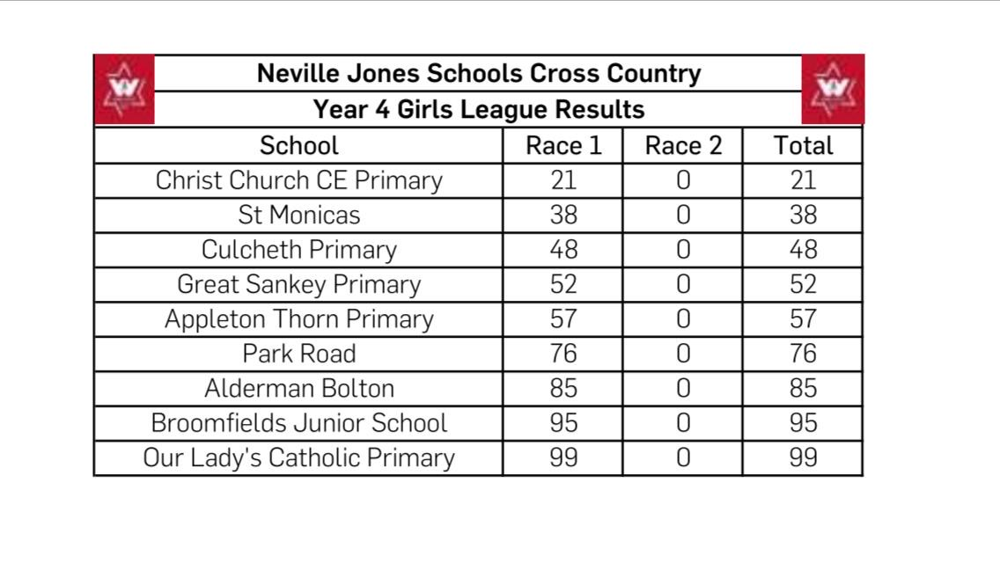 Neville Jones Schools Cross Country
Year 4 Girls League Results
School Race 1 Race 2 Total
Christ Church CE Primary 21 0 21
St Monicas 38 0 38
Culcheth Primary 48 0 48
Great Sankey Primary 52 0 52
Appleton Thorn Primary 57 0 57
Park Road 76 0 76
Alderman Bolton 85 0 85
Broomfields Junior School 95 0 95
Our Lady's Catholic Primary 99 0 99